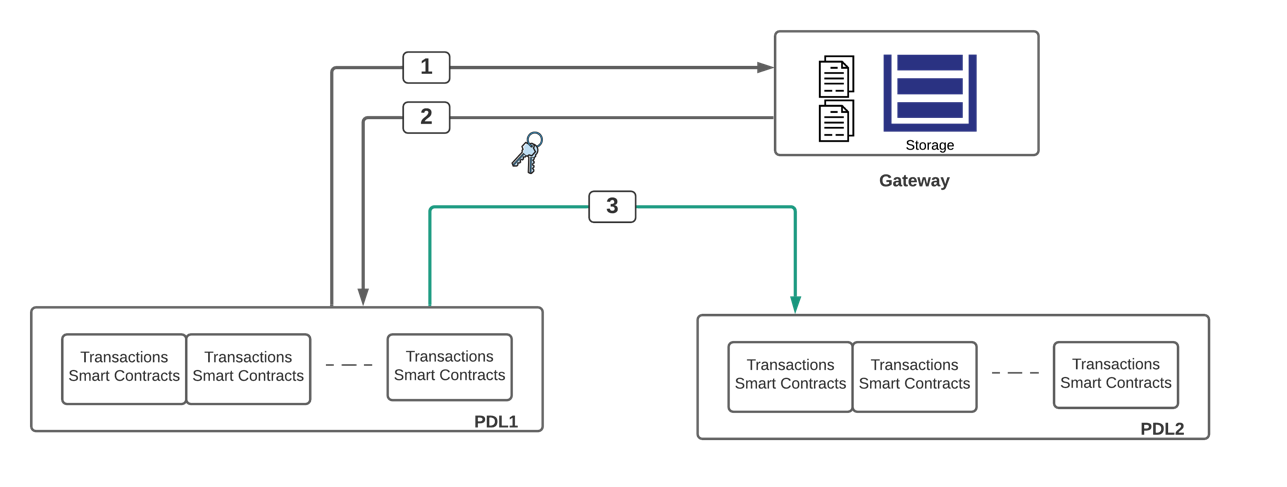 1
2
Storage
Gateway
3
Transactions
Smart Contracts
Transactions
Smart Contracts
Transactions
Smart Contracts
PDL1
Transactions
Smart Contracts
Transactions
Smart Contracts
Transactions
Smart Contracts
PDL2